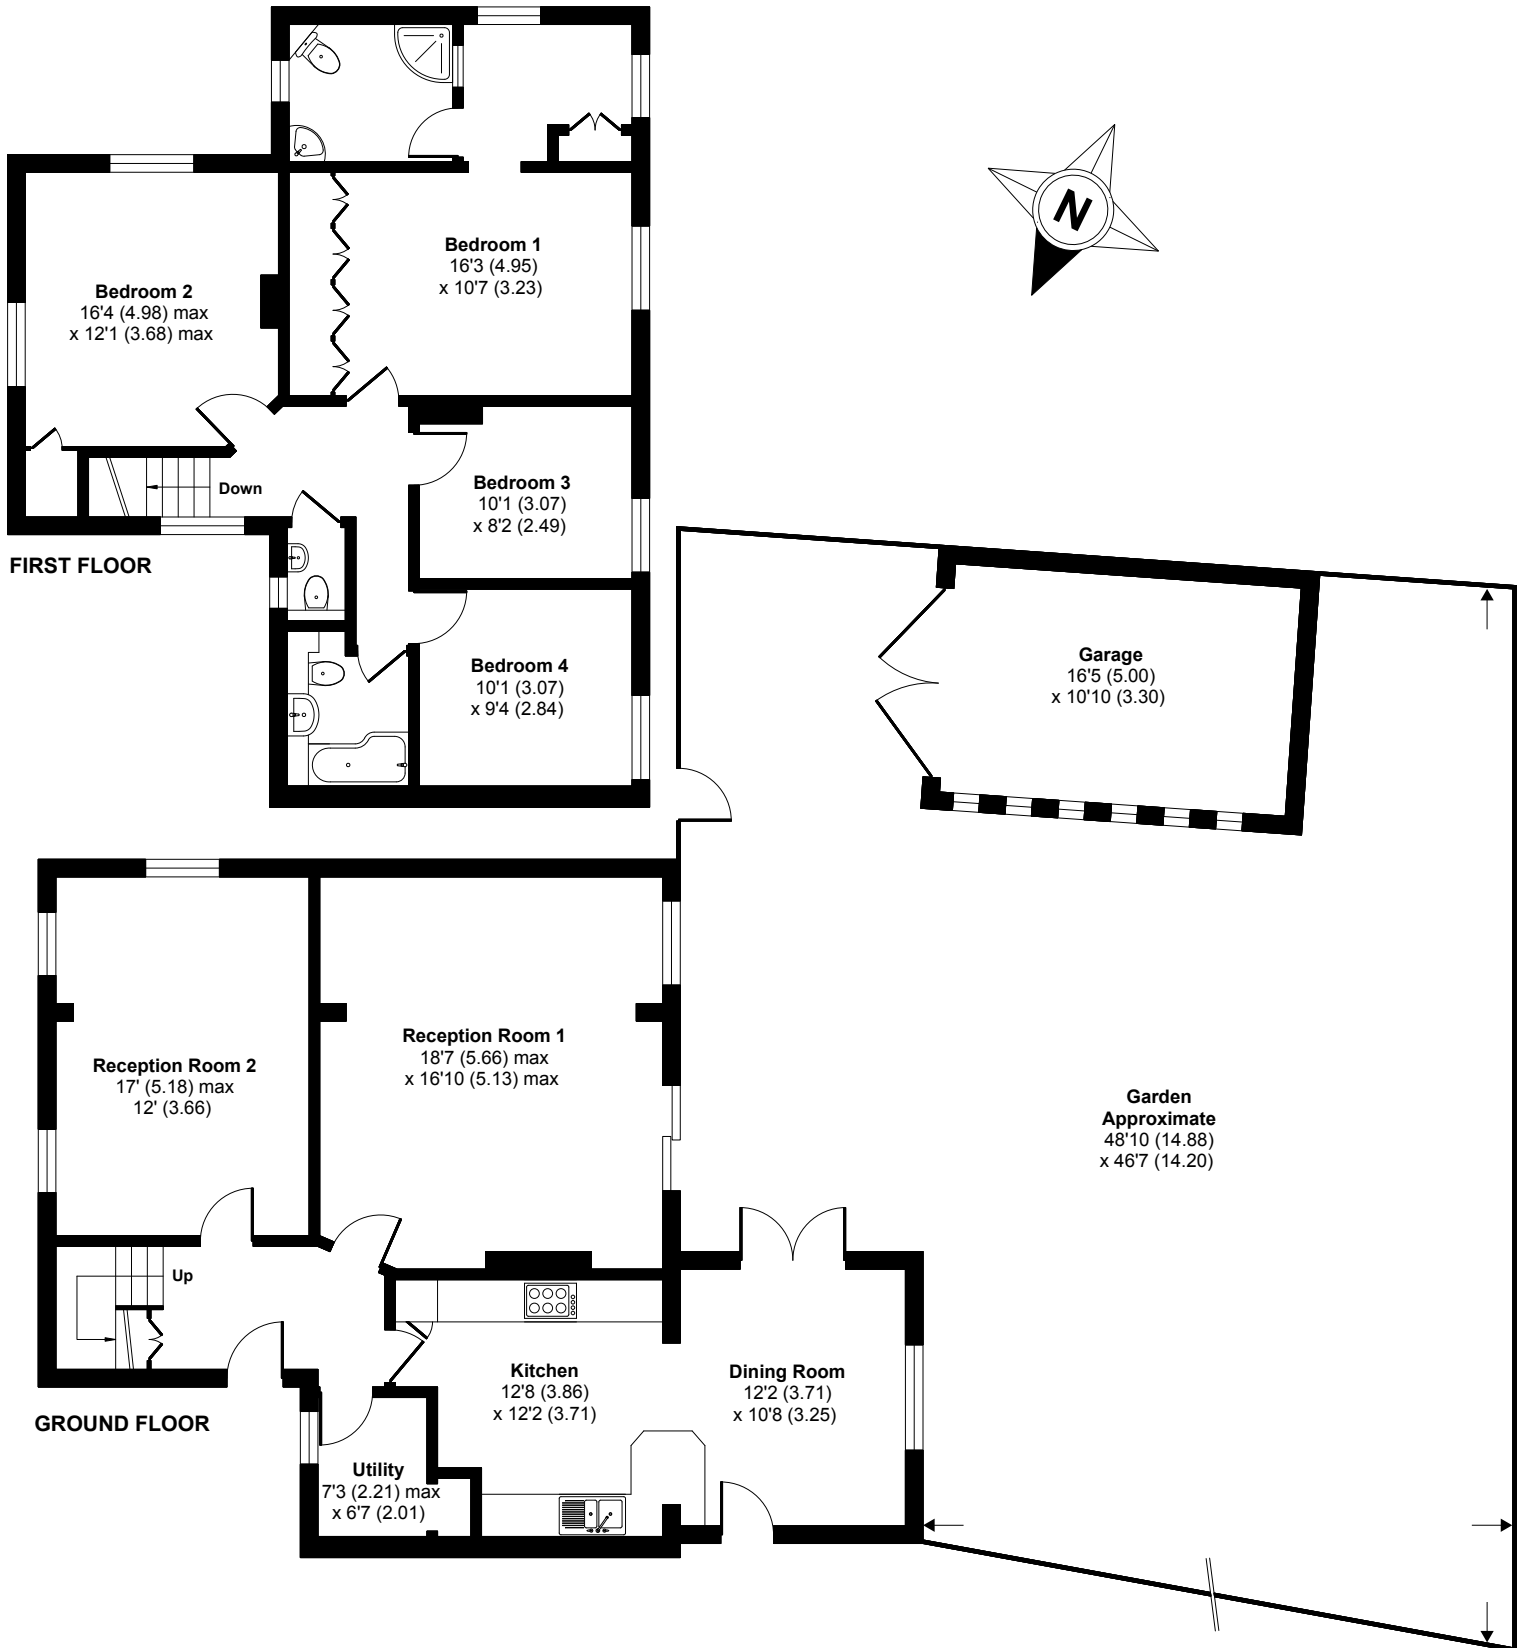 Bedroom 1
16'3 (4.95)
x 10'7 (3.23)
N
Bedroom 2
16'4 (4.98) max
x 12'1 (3.68) max
Down
Bedroom 3
10'1 (3.07)
x 8'2 (2.49)
FIRST FLOOR
Bedroom 4
10'1 (3.07)
x 9'4 (2.84)
Garage
16'5 (5.00)
x 10'10 (3.30)
Reception Room 2
17' (5.18) max
12' (3.66)
Reception Room 1
18'7 (5.66) max
x 16'10 (5.13) max
Garden
Approximate
48'10 (14.88)
x 46'7 (14.20)
Up
Kitchen
12'8 (3.86)
x 12'2 (3.71)
Dining Room
12'2 (3.71)
x 10'8 (3.25)
GROUND FLOOR
Utility
7'3 (2.21) max
x 6'7 (2.01)